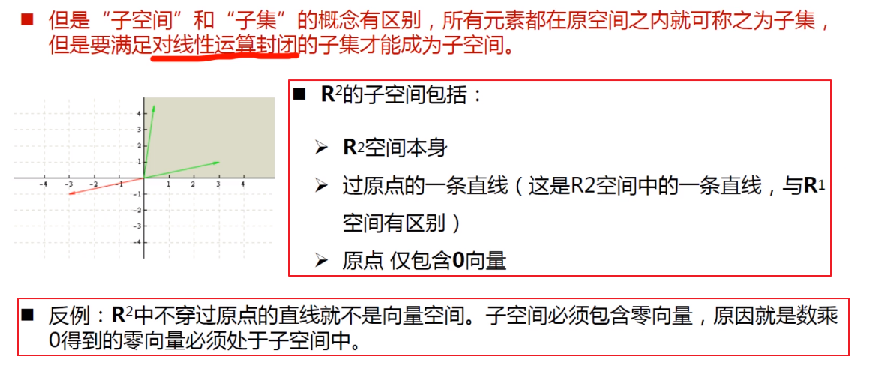 ■ 但是“子空间”和“子集”的概念有区别，所有元素都在原空间之内就可称之为子集，
但是要满足对线性运算封闭的子集才能成为子空间。
■ R2的子空间包括：
➢ R2空间本身
➢ 过原点的一条直线（这是R2空间中的一条直线，与R1
空间有区别）
➢ 原点 仅包含0向量
4
3
2
1
-4 -3 -2 -1 1 2 3 4
-1
-2
-3
-4
■ 反例：R2中不穿过原点的直线就不是向量空间。子空间必须包含零向量，原因就是数乘
0得到的零向量必须处于子空间中。